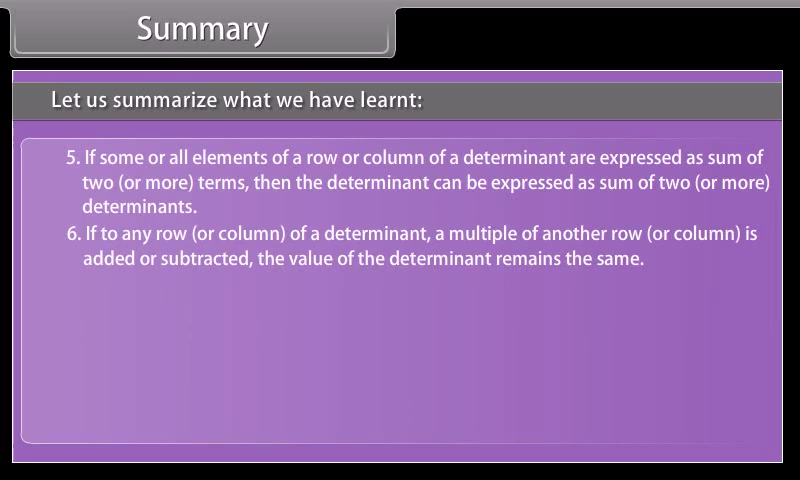 Summary
Let us summarize what we have learnt:
5. If some or all elements of a row or column of a determinant are expressed as sum of
two (or more) terms, then the determinant can be expressed as sum of two (or more)
determinants.
6. If to any row (or column) of a determinant, a multiple of another row (or column) is
added or subtracted, the value of the determinant remains the same.